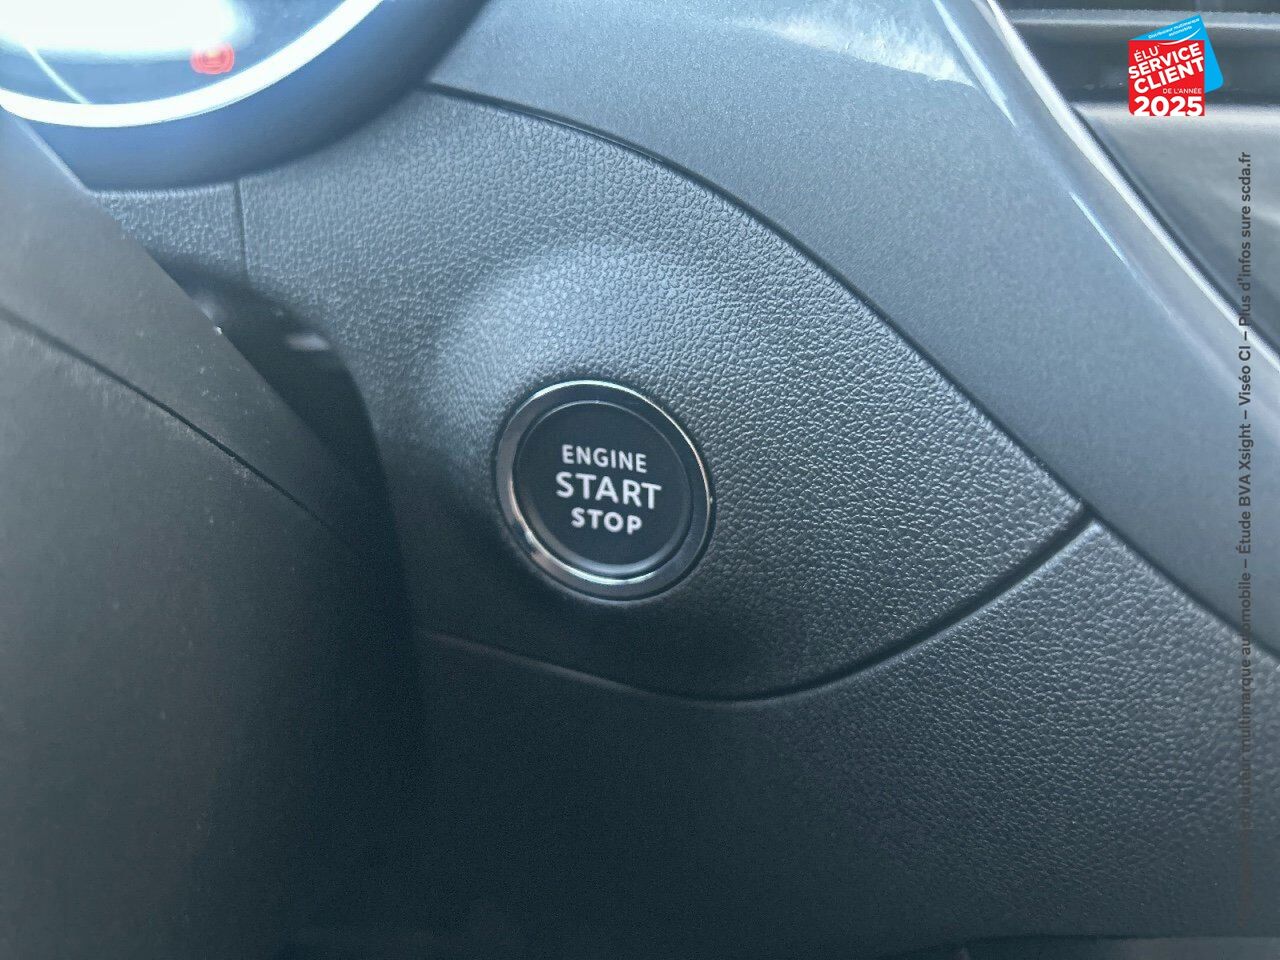 ENGINE
START
STOP
ÉLU
SERVICE
CLIENT
DE L'ANNÉE
2025
multimarque automobile – Étude BVA Xsight – Viséo CI – Plus d'infos sure scda.fr